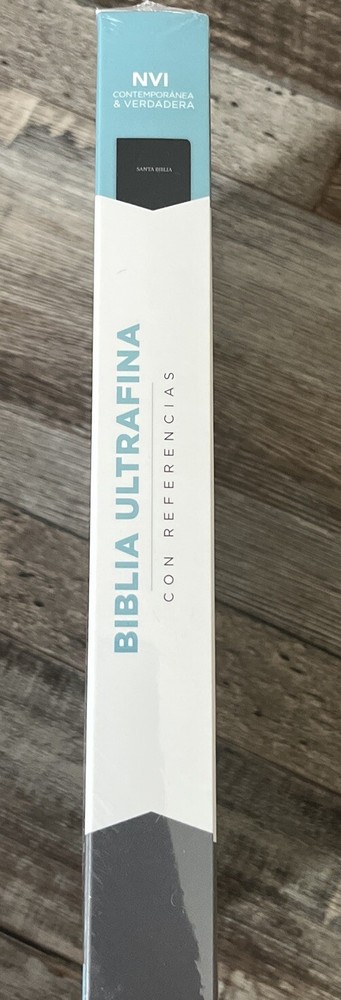 NVI
CONTEMPORÁNEA
& VERDADERA
SANTA BIBLIA
BIBLIA ULTRAFINA
CON REFERENCIAS